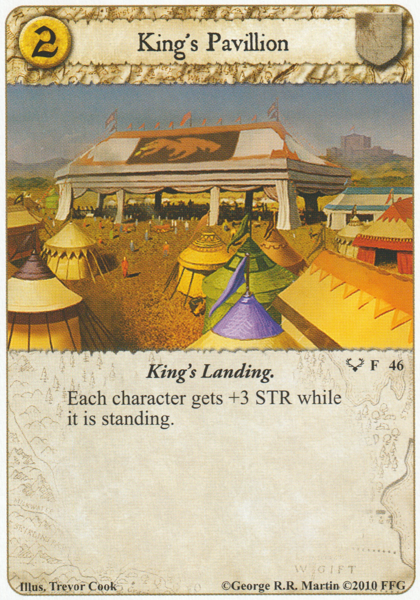 2
King's Pavillion
King's Landing.
F 46
Each character gets +3 STR while
it is standing.
W GIFT
Illus. Trevor Cook
©George R.R. Martin ©2010 FFG